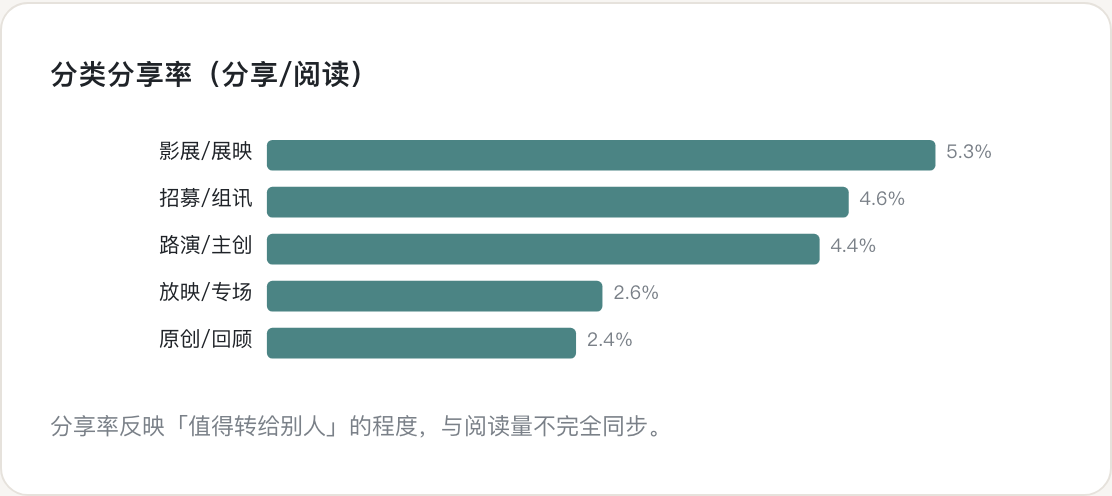 分类分享率（分享/阅读）
影展/展映 5.3%
招募/组讯 4.6%
路演/主创 4.4%
放映/专场 2.6%
原创/回顾 2.4%
分享率反映「值得转给别人」的程度，与阅读量不完全同步。